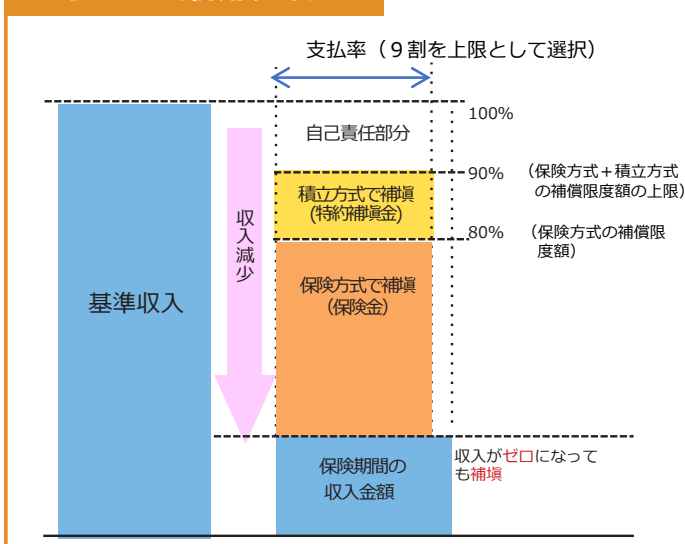 支払率（９割を上限として選択）
100%
自己責任部分
90%
（保険方式＋積立方式
の補償限度額の上限）
積立方式で補塡
(特約補塡金)
80%
（保険方式の補償限
度額）
収入減少
基準収入
保険方式で補塡
（保険金）
保険期間の
収入金額
収入がゼロになって
も補塡